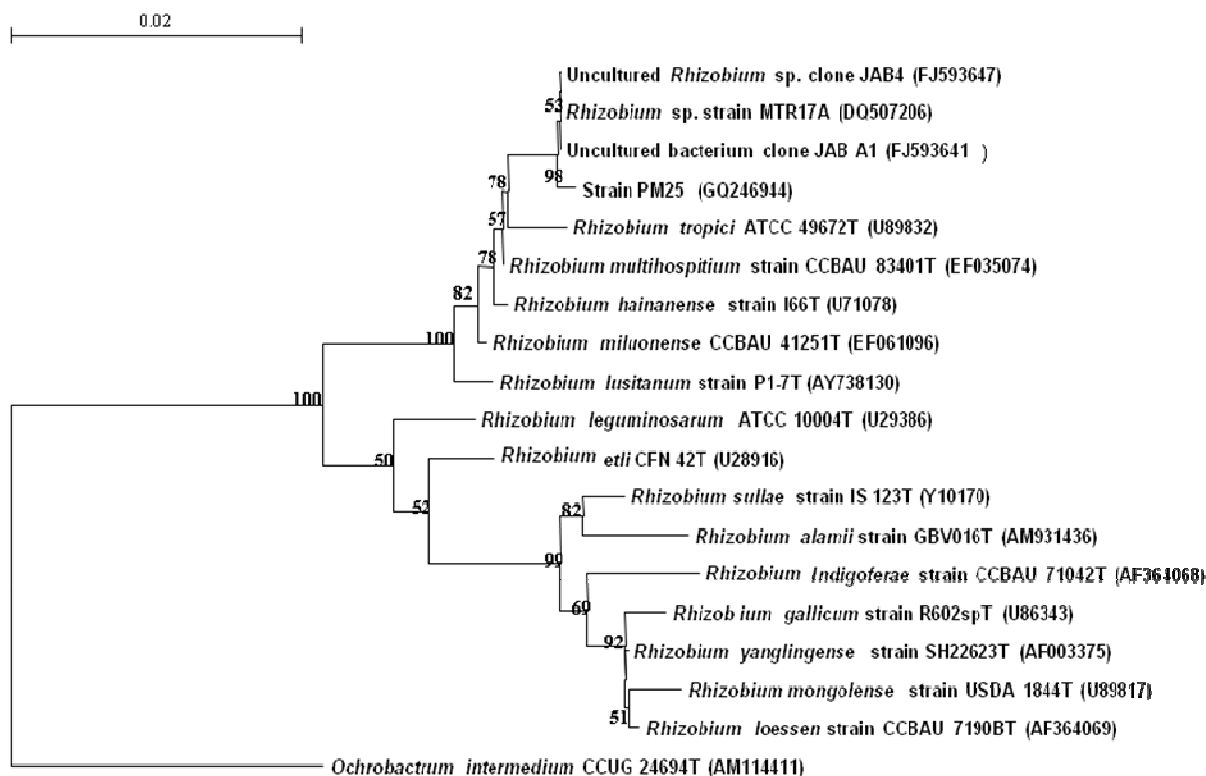 0.02
Uncultured Rhizobium sp. clone JAB4 (FJ593647)
53
Rhizobium sp. strain MTR17A (DQ507206)
Uncultured bacterium clone JAB A1 (FJ593641 )
98
78
Strain PM25 (GQ246944)
57
Rhizobium tropici ATCC 49672T (U89832)
78
Rhizobium multihospitium strain CCBAU 83401T (EF035074)
82
Rhizobium hainanense strain I66T (U71078)
100
Rhizobium miluonense CCBAU 41251T (EF061096)
Rhizobium lusitanum strain P1-7T (AY738130)
100
Rhizobium leguminosarum ATCC 10004T (U29386)
50
Rhizobium etli CFN 42T (U28916)
52
Rhizobium sullae strain IS 123T (Y10170)
82
Rhizobium alamii strain GBV016T (AM931436)
99
Rhizobium Indigoferae strain CCBAU 71042T (AF364068)
69
Rhizob ium gallicum strain R602spT (U86343)
92
Rhizobium yanglingense strain SH22623T (AF003375)
Rhizobium mongolense strain USDA 1844T (U89817)
51
Rhizobium loessen strain CCBAU 7190BT (AF364069)
Ochrobactrum intermedium CCUG 24694T (AM114411)